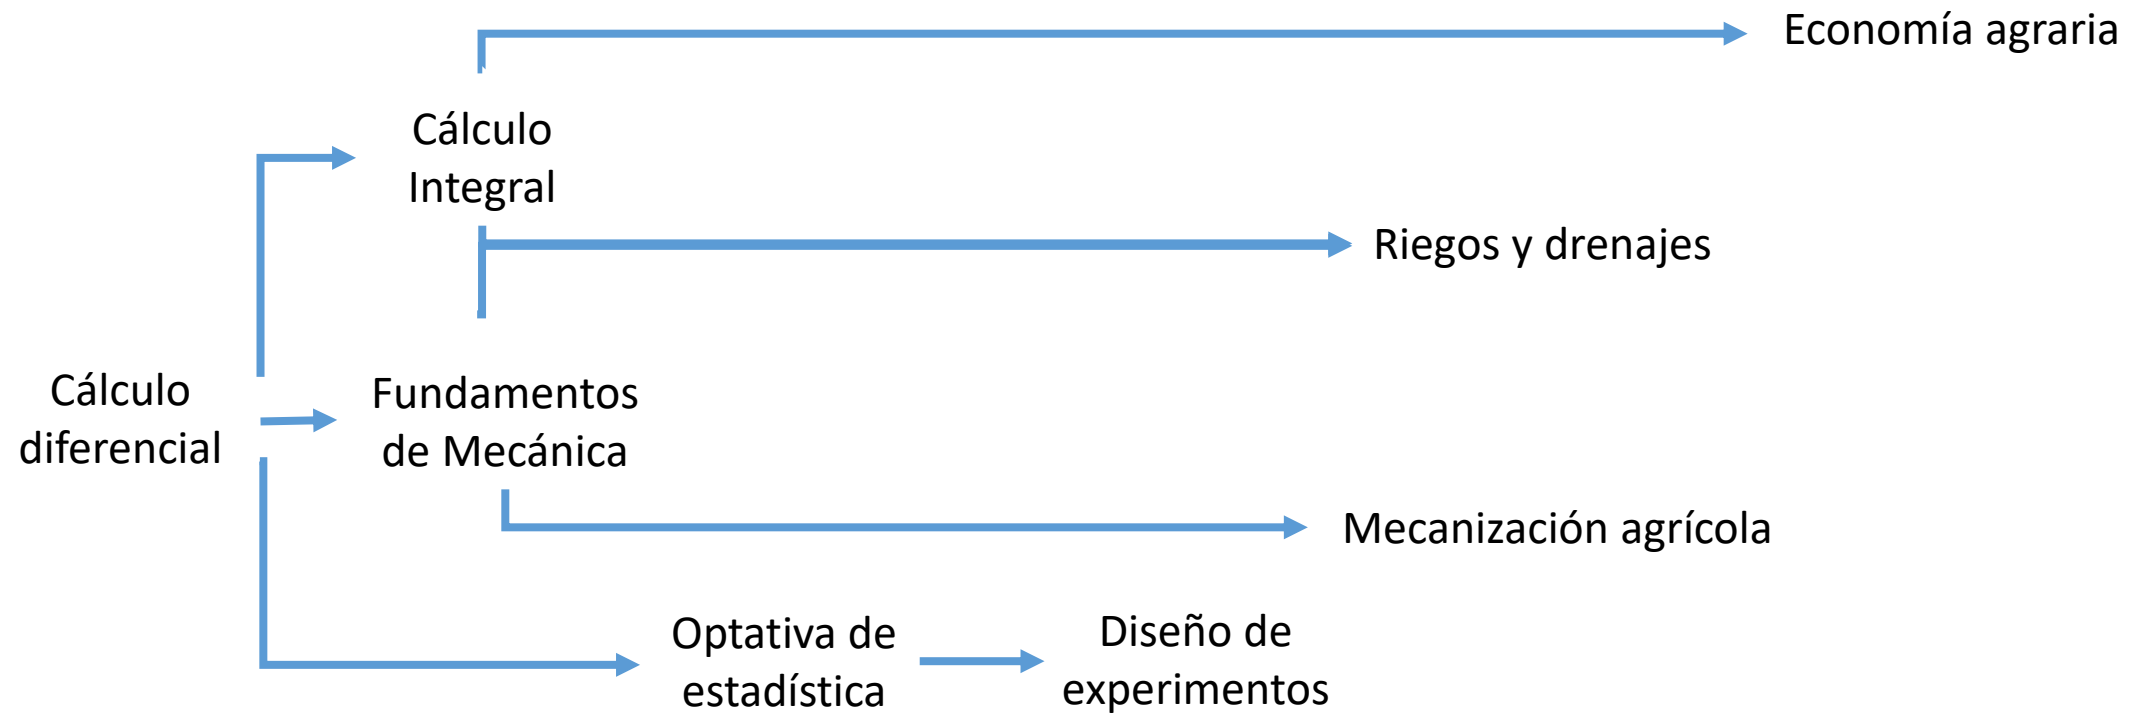 Economía agraria
Cálculo
Integral
Riegos y drenajes
Cálculo
diferencial
Fundamentos
de Mecánica
Mecanización agrícola
Optativa de
estadística
Diseño de
experimentos